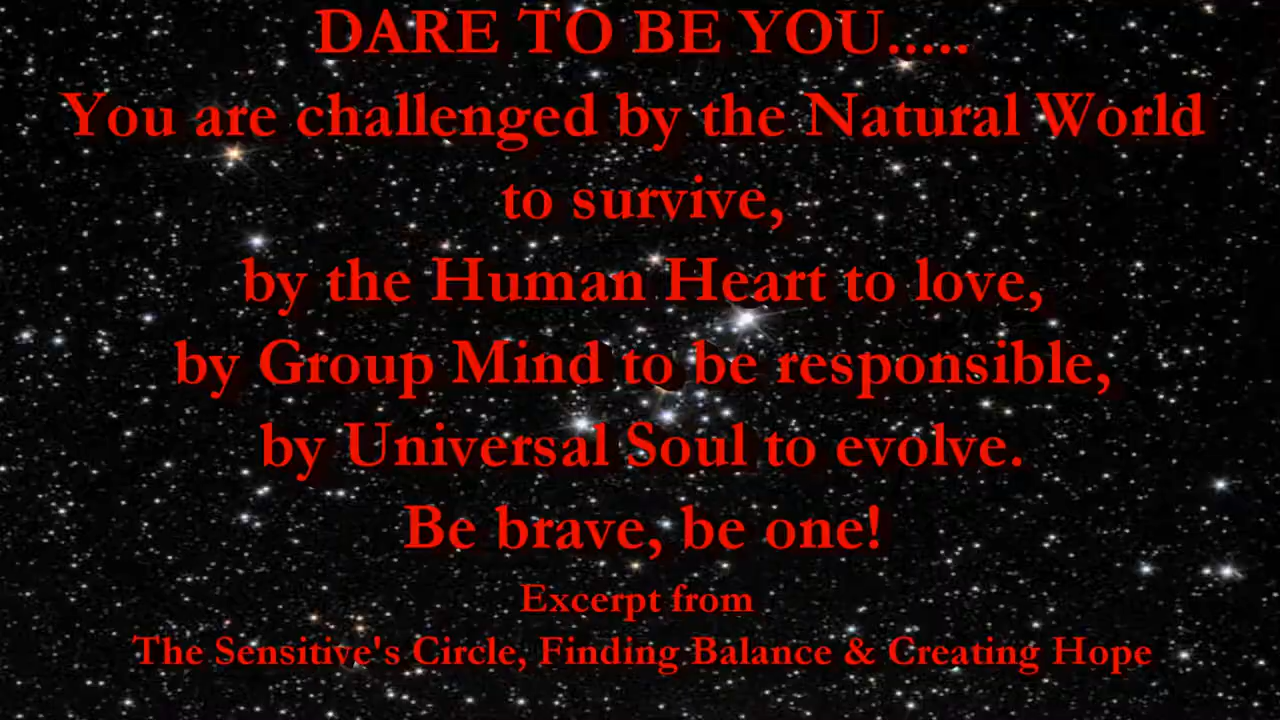 DARE TO BE YOU.....
You are challenged by the Natural World
to survive,
by the Human Heart to love,
by Group Mind to be responsible,
by Universal Soul to evolve.
Be brave, be one!
Excerpt from
The Sensitive's Circle, Finding Balance & Creating Hope